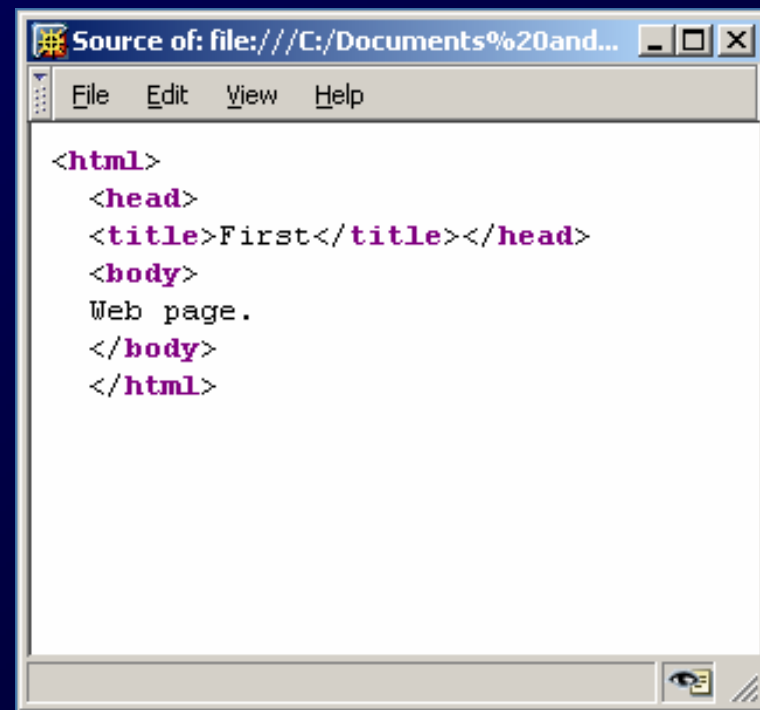 Source of: file:///C:/Documents%20and...
File Edit View Help
<html>
<head>
<title>First</title></head>
<body>
Web page.
</body>
</html>